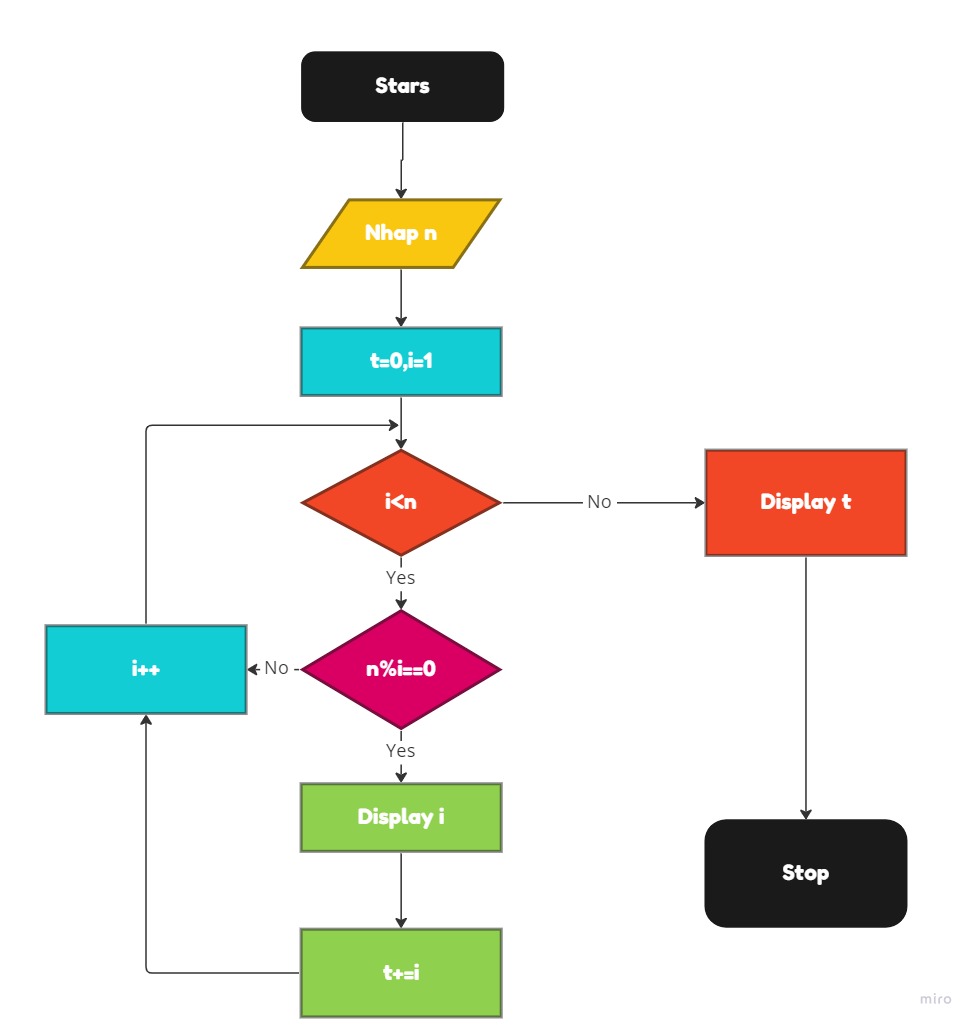 Stars
Nhap n
t=0,i=1
i<n
No
Display t
Yes
i++
No
n%i==0
Yes
Display i
Stop
t+=i
miro